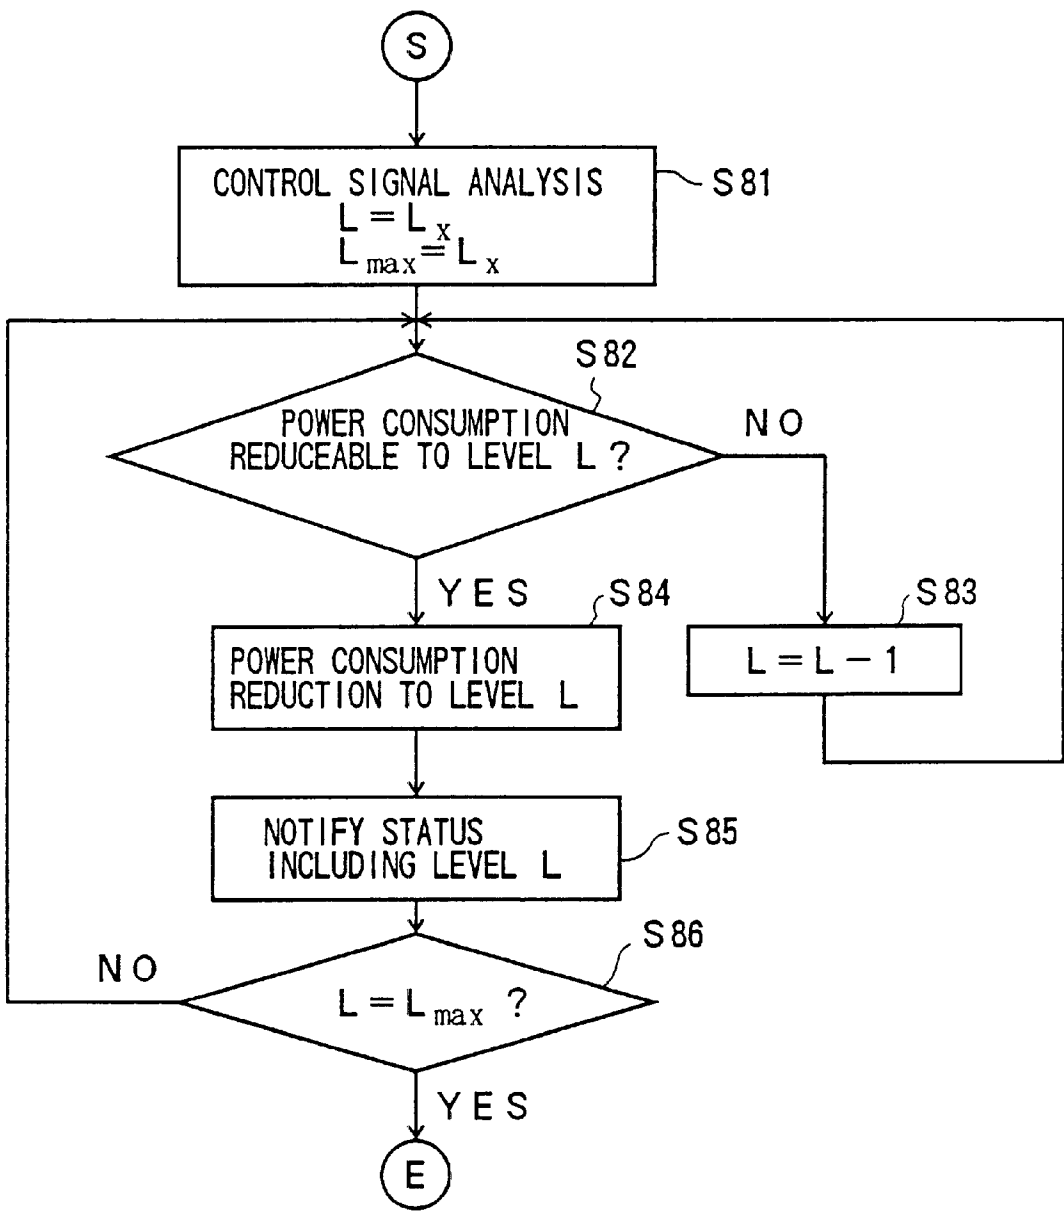 S
CONTROL SIGNAL ANALYSIS
L = Lx
Lmax = Lx
S81
S82
POWER CONSUMPTION
REDUCEABLE TO LEVEL L ?
NO
YES
S84
S83
POWER CONSUMPTION
REDUCTION TO LEVEL L
L = L - 1
NOTIFY STATUS
INCLUDING LEVEL L
S85
S86
NO
L = Lmax ?
YES
E